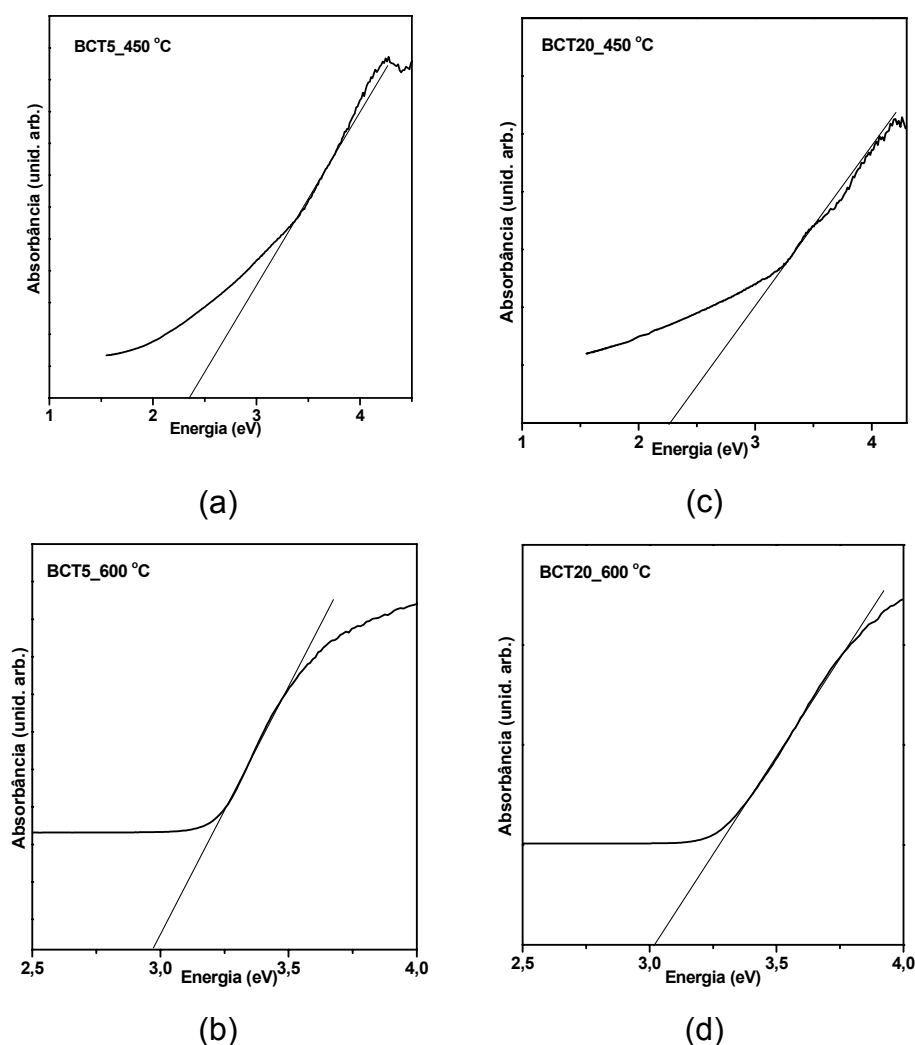 BCT5_450 °C
Absorbância (unid. arb.)
1 2 3 4
Energia (eV)
(a)
BCT20_450 °C
Absorbância (unid. arb.)
1 2 3 4
Energia (eV)
(c)
BCT5_600 °C
Absorbância (unid. arb.)
2,5 3,0 3,5 4,0
Energia (eV)
(b)
BCT20_600 °C
Absorbância (unid. arb.)
2,5 3,0 3,5 4,0
Energia (eV)
(d)